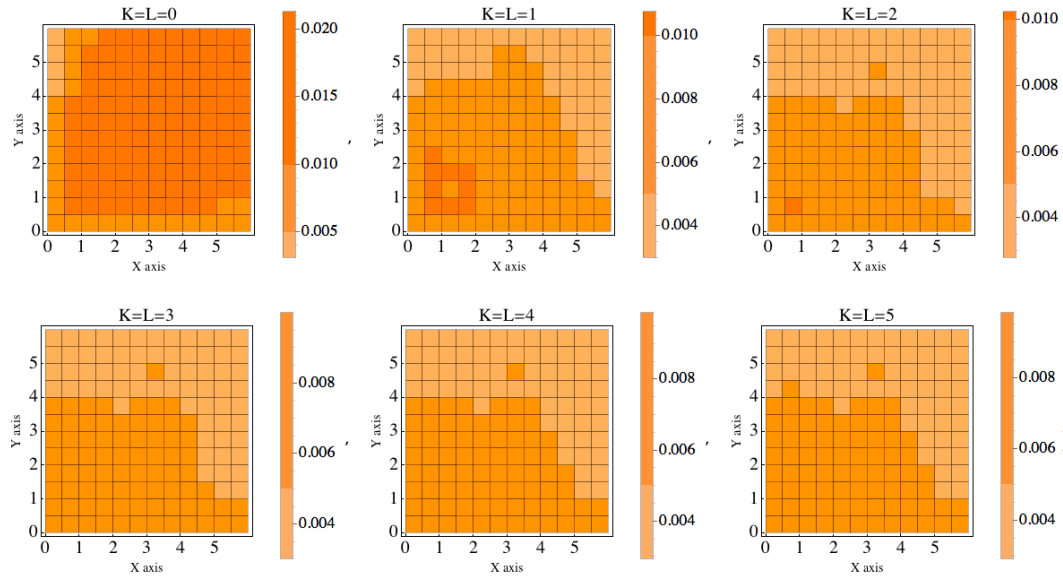 K=L=0
Y axis
5
4
3
2
1
0
0 1 2 3 4 5
X axis
0.020
0.015
0.010
0.005
,
K=L=1
Y axis
5
4
3
2
1
0
0 1 2 3 4 5
X axis
0.010
0.008
0.006
0.004
,
K=L=2
Y axis
5
4
3
2
1
0
0 1 2 3 4 5
X axis
0.010
0.008
0.006
0.004
K=L=3
Y axis
5
4
3
2
1
0
0 1 2 3 4 5
X axis
0.008
0.006
0.004
,
K=L=4
Y axis
5
4
3
2
1
0
0 1 2 3 4 5
X axis
0.008
0.006
0.004
,
K=L=5
Y axis
5
4
3
2
1
0
0 1 2 3 4 5
X axis
0.008
0.006
0.004